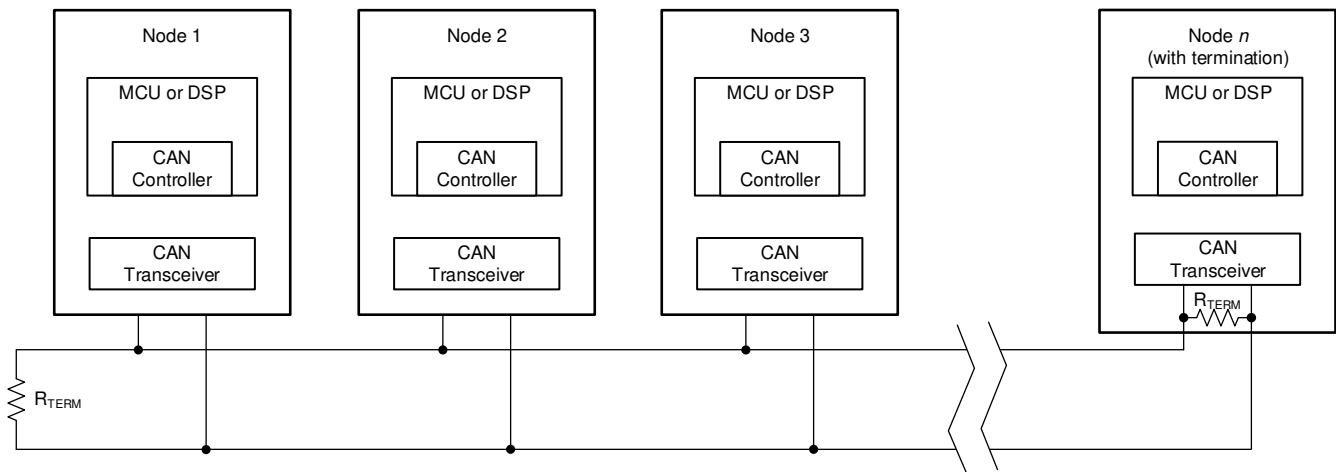 Node 1
MCU or DSP
CAN
Controller
CAN
Transceiver
Node 2
MCU or DSP
CAN
Controller
CAN
Transceiver
Node 3
MCU or DSP
CAN
Controller
CAN
Transceiver
Node n
(with termination)
MCU or DSP
CAN
Controller
CAN
Transceiver
RTERM
RTERM